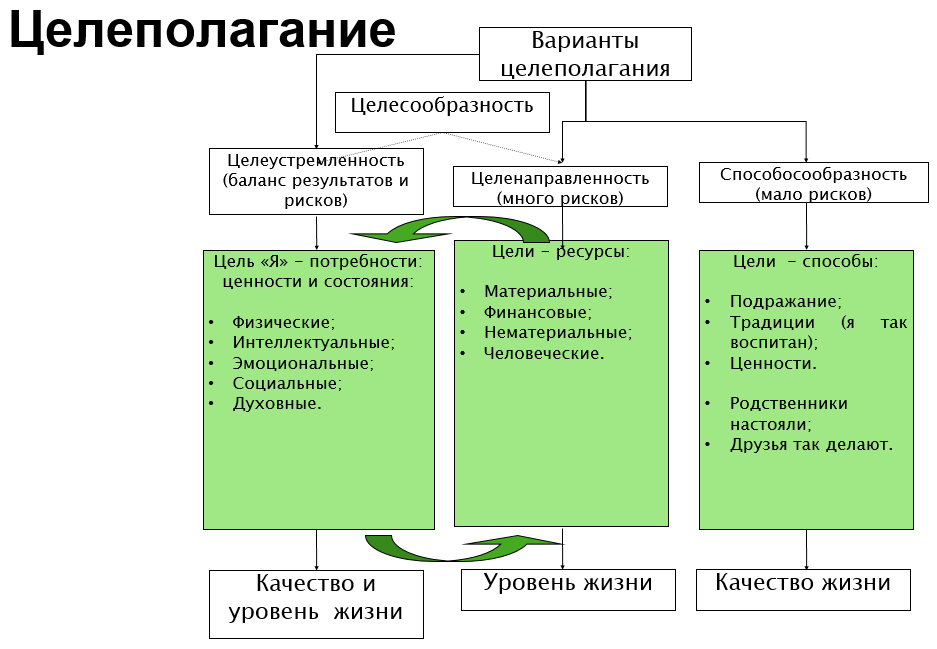 Целеполагание
Варианты
целеполагания
Целесообразность
Целеустремленность
(баланс результатов и
рисков)
Целенаправленность
(много рисков)
Способосообразность
(мало рисков)
Цель «Я» – потребности:
ценности и состояния:
• Физические;
• Интеллектуальные;
• Эмоциональные;
• Социальные;
• Духовные.
Цели – ресурсы:
• Материальные;
• Финансовые;
• Нематериальные;
• Человеческие.
Цели – способы:
• Подражание;
• Традиции (я так
воспитан);
• Ценности.
• Родственники
настояли;
• Друзья так делают.
Качество и
уровень жизни
Уровень жизни
Качество жизни